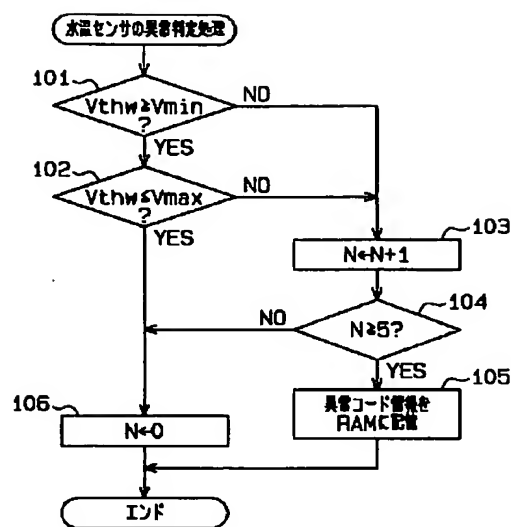 水温センサの異常判定処理
101
Vthw≧Vmin
?
NO
YES
102
Vthw≦Vmax
?
NO
YES
103
N←N+1
104
N≧5?
NO
YES
105
異常コード情報を
RAMに記憶
106
N←0
エンド